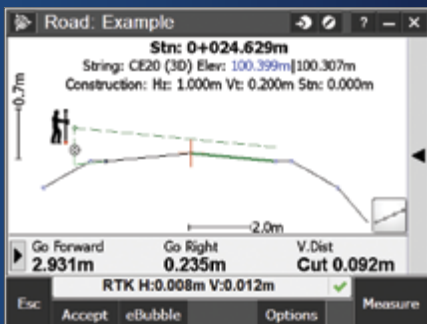 Road: Example
? — ×
Stn: 0+024.629m
String: CE20 (3D) Elev: 100.399m|100.307m
Construction: Hz: 1.000m Vt: 0.200m Stn: 0.000m
0.7m
2.0m
Go Forward Go Right V.Dist
2.931m 0.235m Cut 0.092m
RTK H:0.008m V:0.012m
Esc Accept eBubble Options Measure